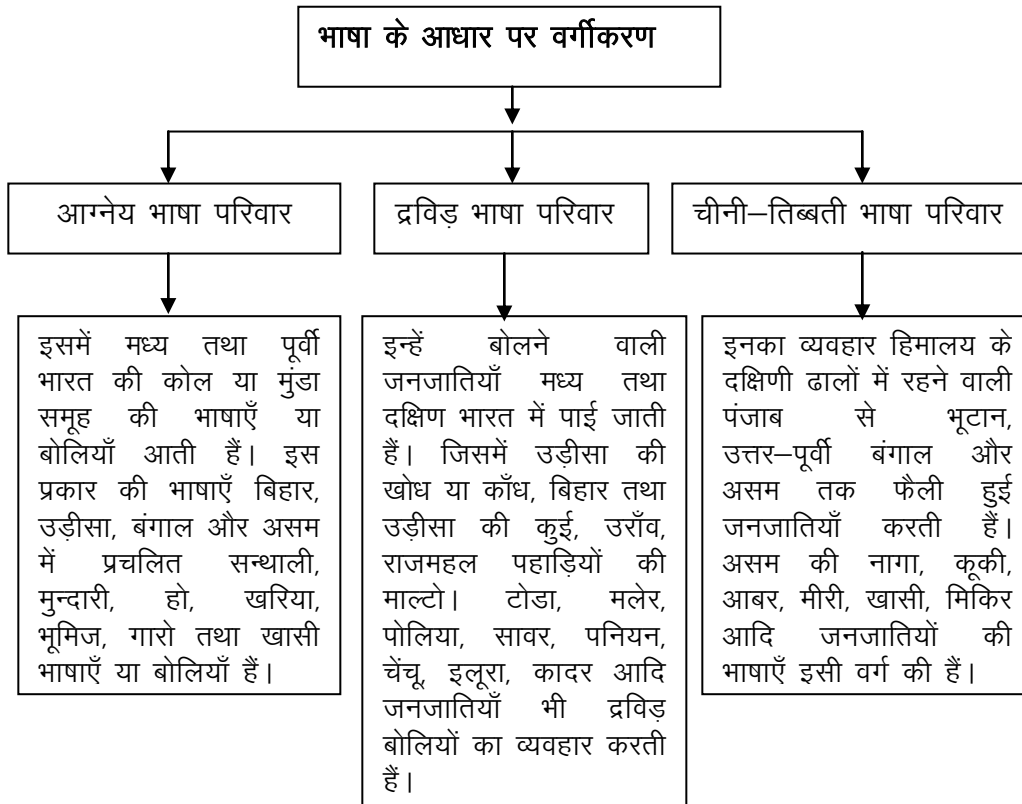 भाषा के आधार पर वर्गीकरण
आग्नेय भाषा परिवार
द्रविड़ भाषा परिवार
चीनी–तिब्बती भाषा परिवार
इसमें मध्य तथा पूर्वी
भारत की कोल या मुंडा
समूह की भाषाएँ या
बोलियाँ आती हैं। इस
प्रकार की भाषाएँ बिहार,
उड़ीसा, बंगाल और असम
में प्रचलित सन्थाली,
मुन्दारी, हो, खरिया,
भूमिज, गारो तथा खासी
भाषाएँ या बोलियाँ हैं।
इन्हें बोलने वाली
जनजातियाँ मध्य तथा
दक्षिण भारत में पाई जाती
हैं। जिसमें उड़ीसा की
खोध या काँध, बिहार तथा
उड़ीसा की कुई, उराँव,
राजमहल पहाड़ियों की
माल्टो। टोडा, मलेर,
पोलिया, सावर, पनियन,
चेंचू, इलूरा, कादर आदि
जनजातियाँ भी द्रविड़
बोलियों का व्यवहार करती
हैं।
इनका व्यवहार हिमालय के
दक्षिणी ढालों में रहने वाली
पंजाब से भूटान,
उत्तर–पूर्वी बंगाल और
असम तक फैली हुई
जनजातियाँ करती हैं।
असम की नागा, कूकी,
आबर, मीरी, खासी, मिकिर
आदि जनजातियों की
भाषाएँ इसी वर्ग की हैं।